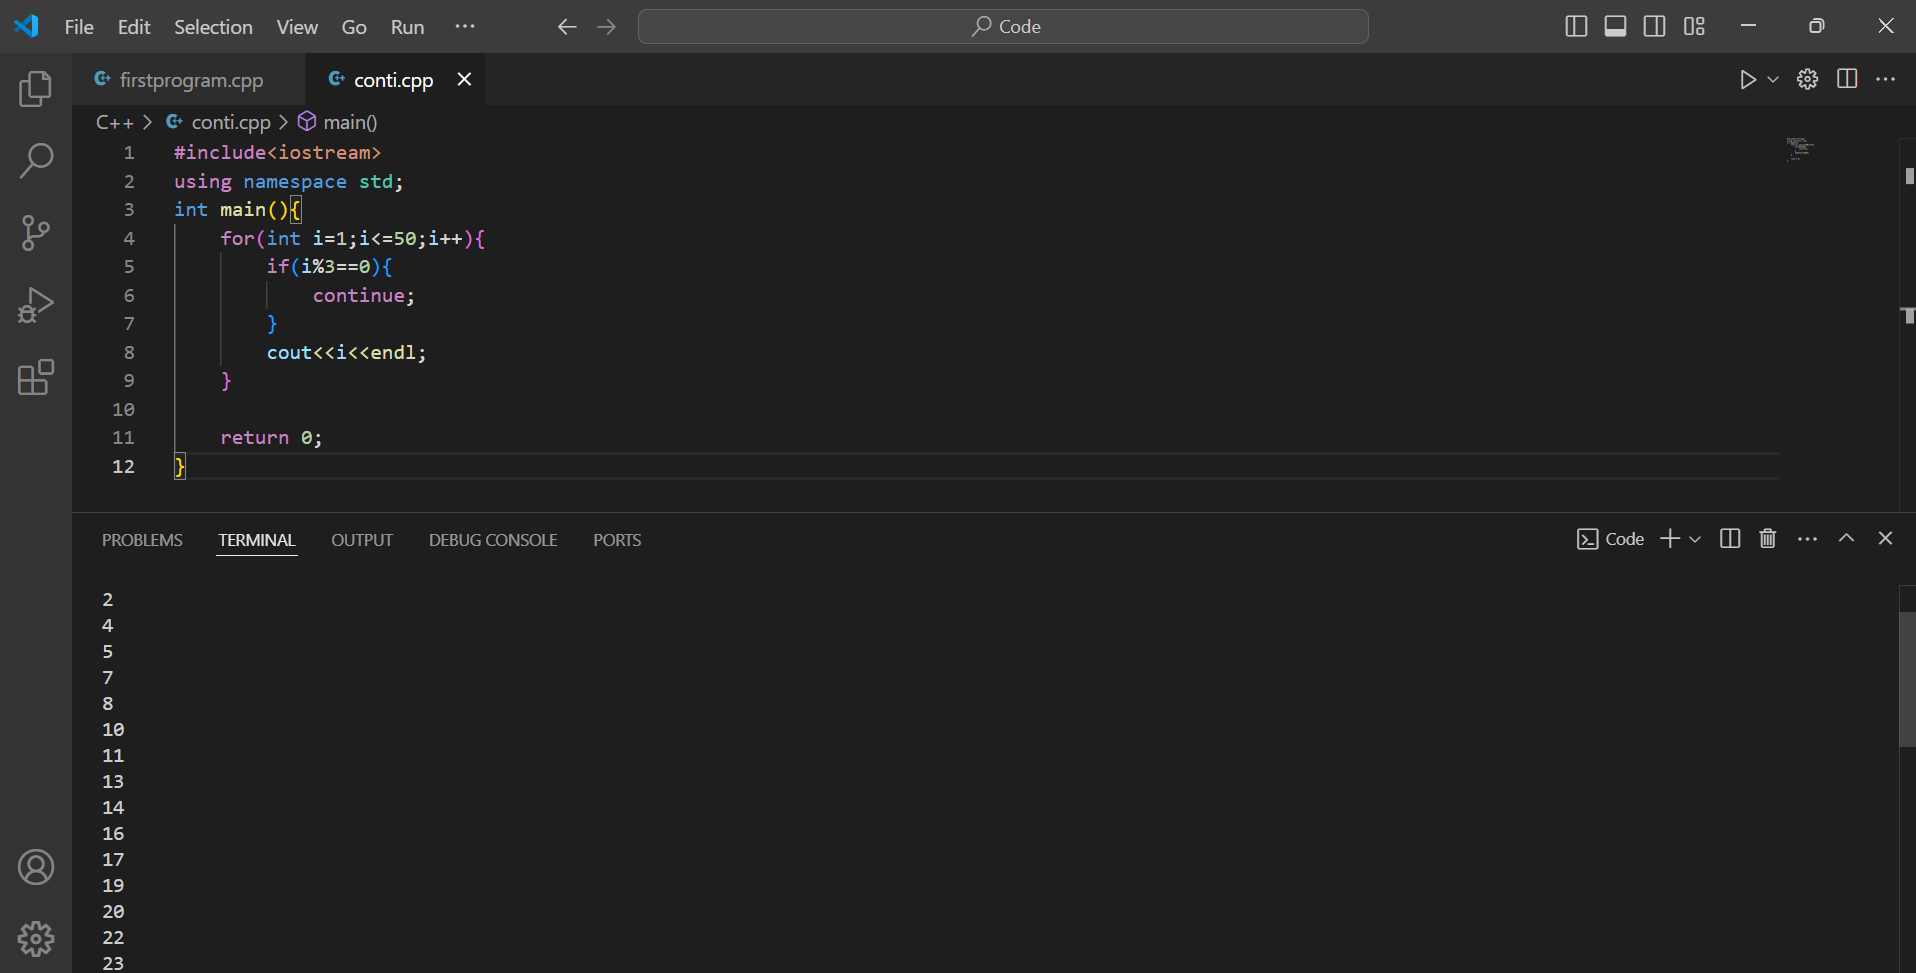 File Edit Selection View Go Run ··· Code
firstprogram.cpp conti.cpp
C++ > conti.cpp > main()
1 #include<iostream>
2 using namespace std;
3 int main(){
4 for(int i=1;i<=50;i++){
5 if(i%3==0){
6 continue;
7 }
8 cout<<i<<endl;
9 }
10
11 return 0;
12 }
PROBLEMS TERMINAL OUTPUT DEBUG CONSOLE PORTS Code
2
4
5
7
8
10
11
13
14
16
17
19
20
22
23